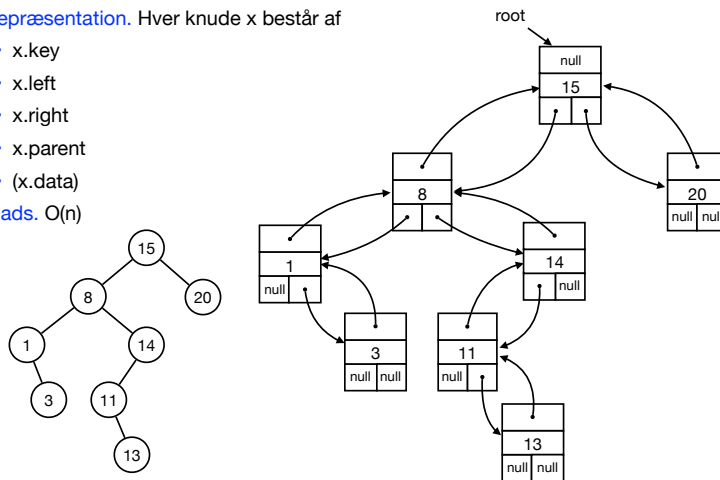 epræsentation. Hver knude x består af
x.key
x.left
x.right
x.parent
(x.data)
ads. O(n)
15
8
20
1
14
3
11
13
root
null
15
8
20
null nul
1
null
14
null
3
null null
11
null
13
null null